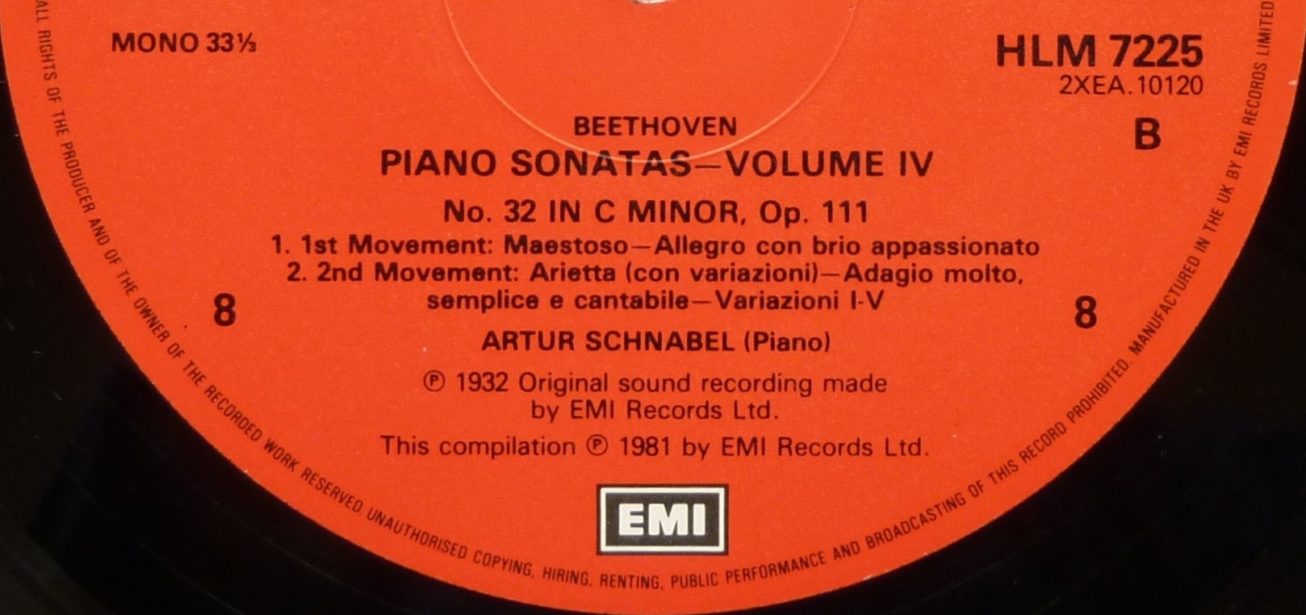 MONO 33⅓
HLM 7225
2XEA.10120
B
BEETHOVEN
PIANO SONATAS—VOLUME IV
No. 32 IN C MINOR, Op. 111
1. 1st Movement: Maestoso—Allegro con brio appassionato
2. 2nd Movement: Arietta (con variazioni)—Adagio molto,
semplice e cantabile—Variazioni I-V
8
8
ARTUR SCHNABEL (Piano)
℗ 1932 Original sound recording made
by EMI Records Ltd.
This compilation ℗ 1981 by EMI Records Ltd.
EMI
ALL RIGHTS OF THE PRODUCER AND OF THE OWNER OF THE RECORDED WORK RESERVED UNAUTHORISED COPYING, HIRING, RENTING, PUBLIC PERFORMANCE AND BROADCASTING OF THIS RECORD PROHIBITED. MANUFACTURED IN THE UK BY EMI RECORDS LIMITED